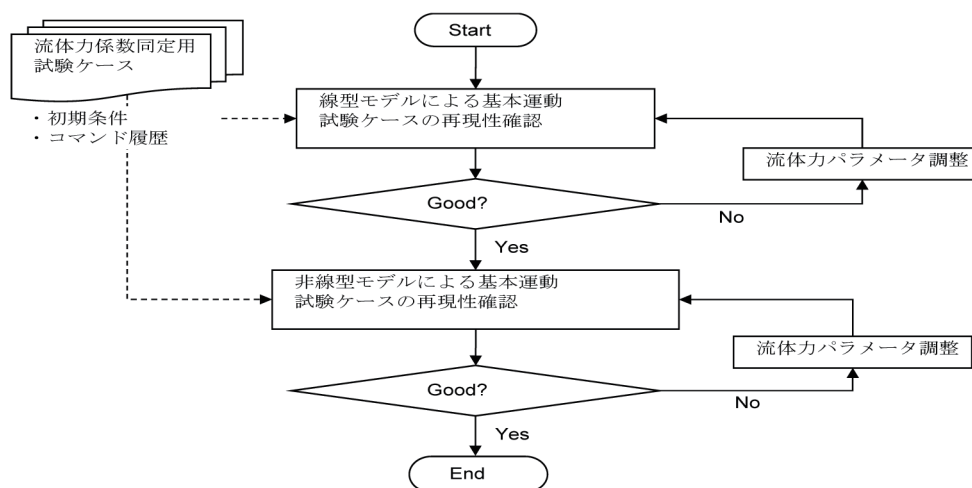 Start
流体力係数同定用
試験ケース
・初期条件
・コマンド履歴
線型モデルによる基本運動
試験ケースの再現性確認
流体力パラメータ調整
Good?
No
Yes
非線型モデルによる基本運動
試験ケースの再現性確認
流体力パラメータ調整
Good?
No
Yes
End